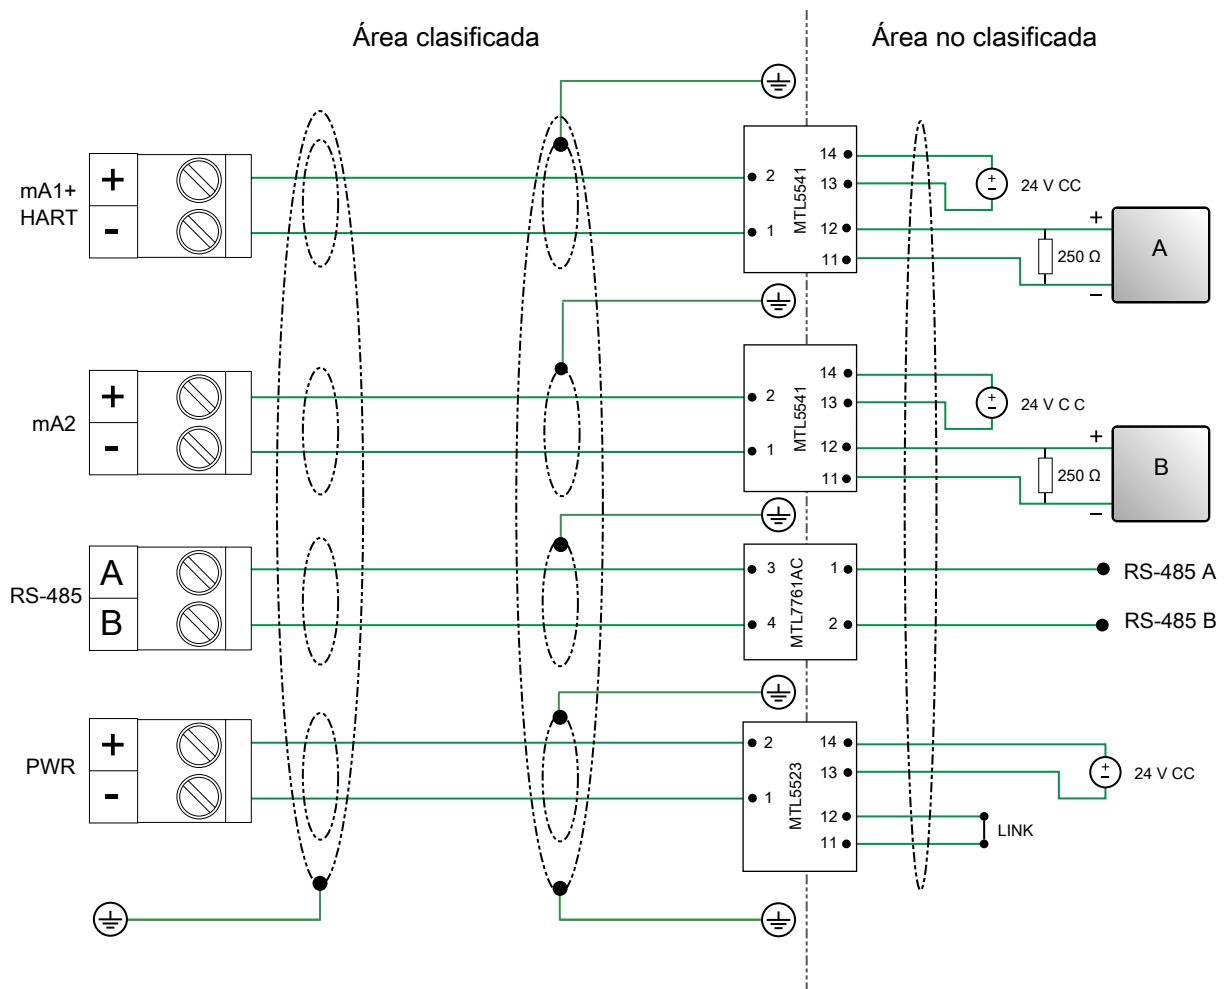 Área clasificada
Área no clasificada
mA1+
HART
+
-
2
1
MTL5541
14
13
12
11
+
-
24 V CC
+
250 Ω
–
A
mA2
+
-
2
1
MTL5541
14
13
12
11
+
-
24 V C C
+
250 Ω
–
B
RS-485
A
B
3
4
MTL7761AC
1
2
RS-485 A
RS-485 B
PWR
+
-
2
1
MTL5523
14
13
12
11
+
-
24 V CC
LINK